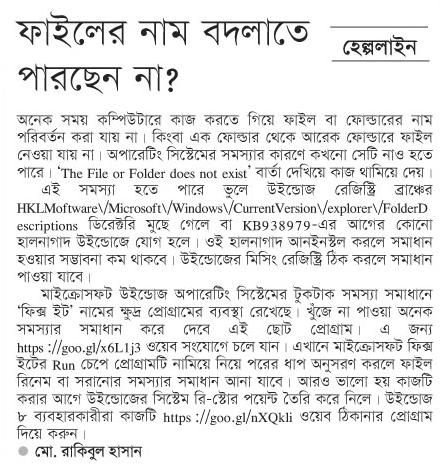 ফাইলের নাম বদলাতে
পারছেন না?
হেল্পলাইন
অনেক সময় কম্পিউটারে কাজ করতে গিয়ে ফাইল বা ফোল্ডারের নাম
পরিবর্তন করা যায় না। কিংবা এক ফোল্ডার থেকে আরেক ফোল্ডারে ফাইল
নেওয়া যায় না। অপারেটিং সিস্টেমের সমস্যার কারণে কখনো সেটি নাও হতে
পারে। ‘The File or Folder does not exist’ বার্তা দেখিয়ে কাজ থামিয়ে দেয়।
এই সমস্যা হতে পারে ভুলে উইন্ডোজ রেজিস্ট্রি ব্রাঞ্চের
HKLMoftware\/Microsoft\/Windows\/CurrentVersion\/explorer\/FolderD
escriptions ডিরেক্টরি মুছে গেলে বা KB938979-এর আগের কোনো
হালনাগাদ উইন্ডোজে যোগ হলে। ওই হালনাগাদ আনইনস্টল করলে সমাধান
হওয়ার সম্ভাবনা কম থাকবে। উইন্ডোজের মিসিং রেজিস্ট্রি ঠিক করলে সমাধান
পাওয়া যাবে।
মাইক্রোসফট উইন্ডোজ অপারেটিং সিস্টেমের টুকটাক সমস্যা সমাধানে
‘ফিক্স ইট’ নামের ক্ষুদ্র প্রোগ্রামের ব্যবস্থা রেখেছে। খুঁজে না পাওয়া অনেক
সমস্যার সমাধান করে দেবে এই ছোট প্রোগ্রাম। এ জন্য
https://goo.gl/x6L1j3 ওয়েব সংযোগে চলে যান। এখানে মাইক্রোসফট ফিক্স
ইটের Run চেপে প্রোগ্রামটি নামিয়ে নিয়ে পরের ধাপ অনুসরণ করলে ফাইল
রিনেম বা সরানোর সমস্যার সমাধান আনা যাবে। আরও ভালো হয় কাজটি
করার আগে উইন্ডোজের সিস্টেম রি-স্টোর পয়েন্ট তৈরি করে নিলে। উইন্ডোজ
৮ ব্যবহারকারীরা কাজটি https://goo.gl/nXQkli ওয়েব ঠিকানার প্রোগ্রাম
দিয়ে করুন।
● মো. রাকিবুল হাসান